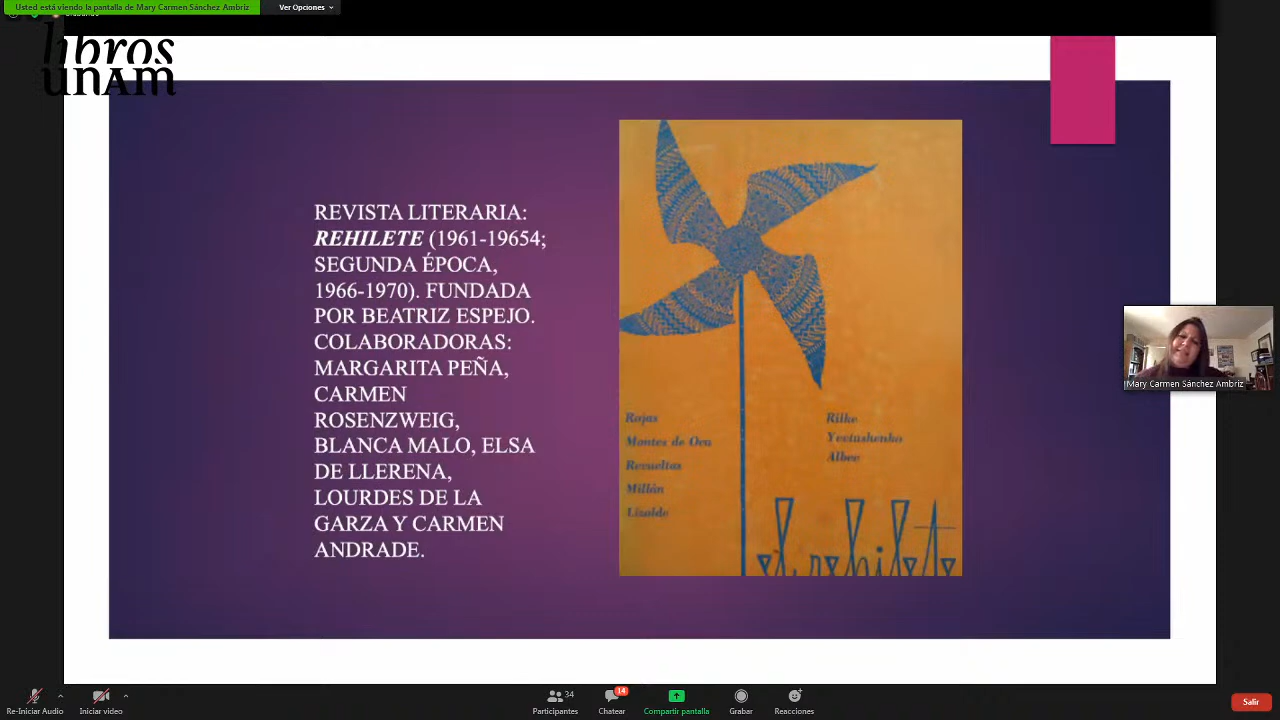 Usted está viendo la pantalla de Mary Carmen Sánchez Ambriz
Ver Opciones
libros
UNAM
REVISTA LITERARIA:
REHILETE (1961-19654;
SEGUNDA ÉPOCA,
1966-1970). FUNDADA
POR BEATRIZ ESPEJO.
COLABORADORAS:
MARGARITA PEÑA,
CARMEN
ROSENZWEIG,
BLANCA MALO, ELSA
DE LLERENA,
LOURDES DE LA
GARZA Y CARMEN
ANDRADE.
Rojas
Montes de Oca
Revueltas
Millán
Lizalde
Rilke
Yevtushenko
Albee
el rehilete
Mary Carmen Sánchez Ambriz
Re-Iniciar Audio
Iniciar video
34
Participantes
14
Chatear
Compartir pantalla
Grabar
Reacciones
Salir